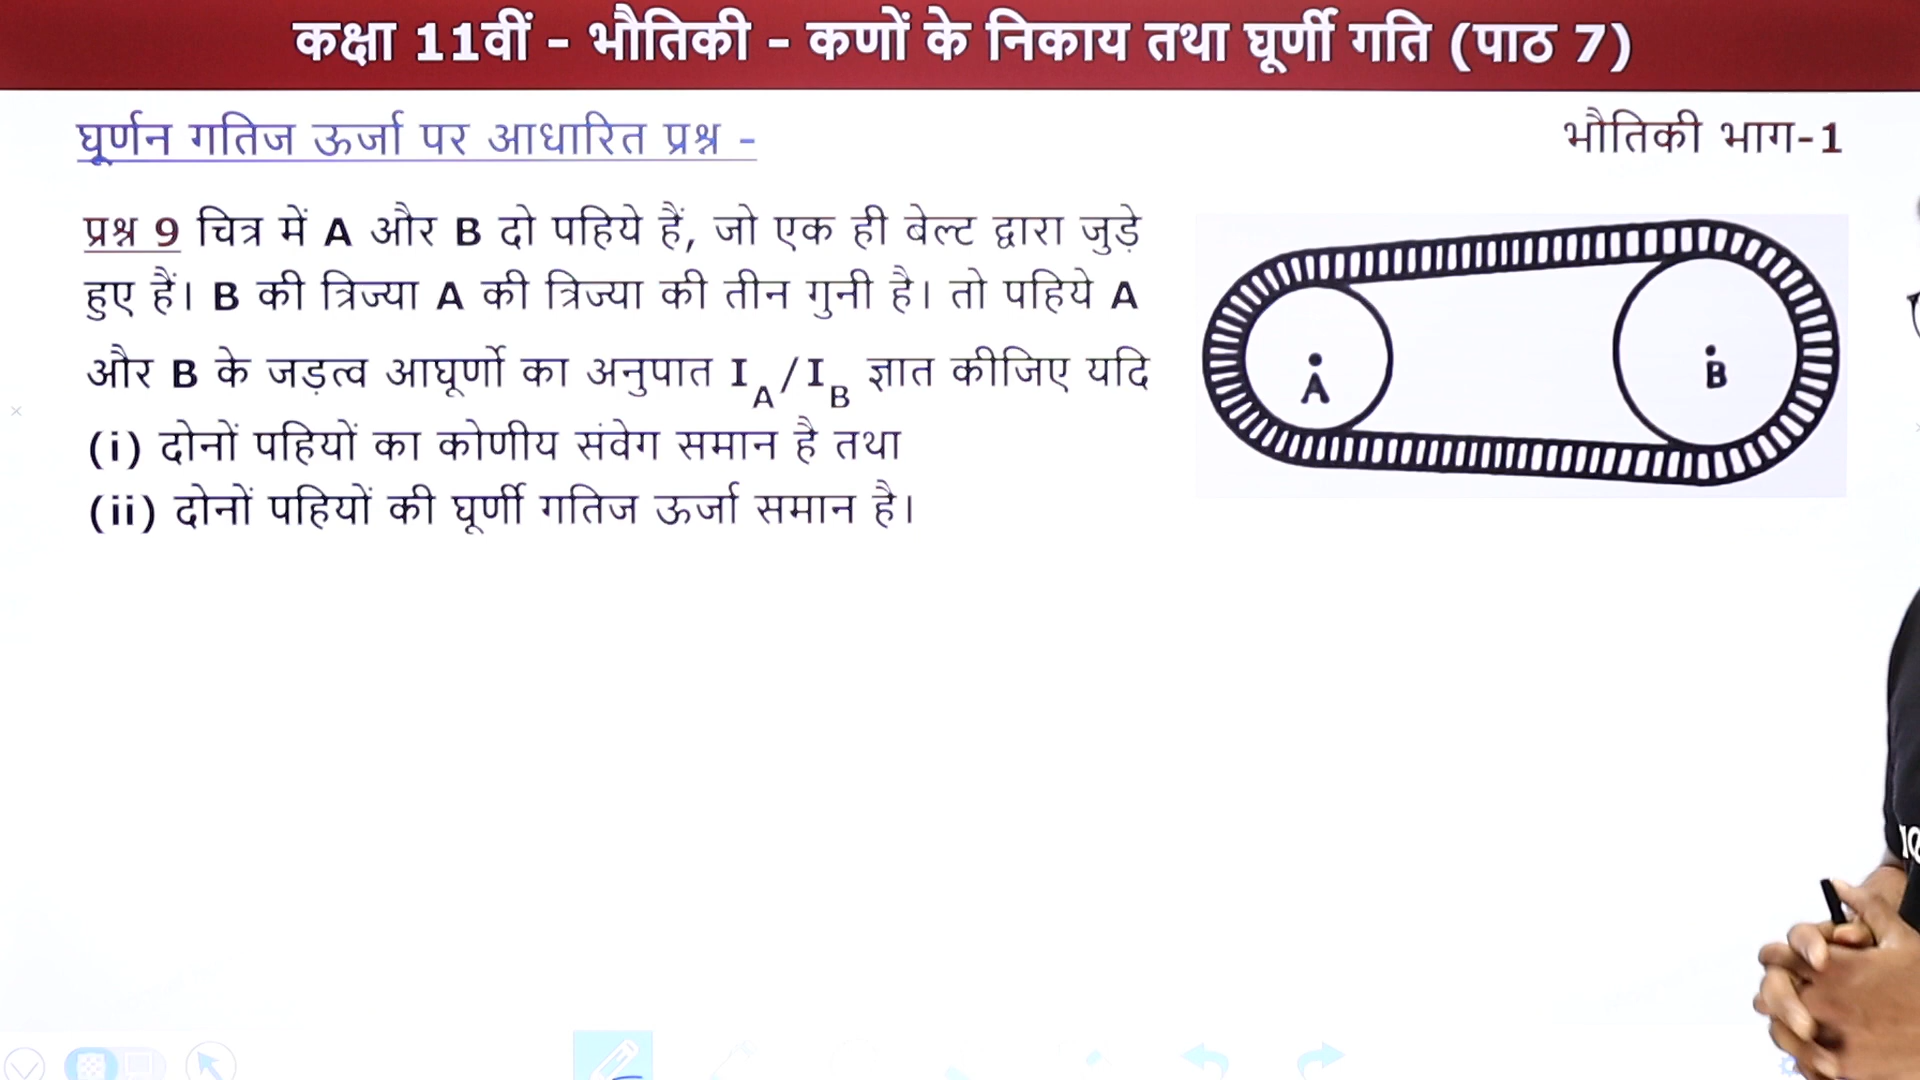 कक्षा 11वीं - भौतिकी - कणों के निकाय तथा घूर्णी गति (पाठ 7)
घूर्णन गतिज ऊर्जा पर आधारित प्रश्न -
भौतिकी भाग-1
प्रश्न 9 चित्र में A और B दो पहिये हैं, जो एक ही बेल्ट द्वारा जुड़े
हुए हैं। B की त्रिज्या A की त्रिज्या की तीन गुनी है। तो पहिये A
और B के जड़त्व आघूर्णो का अनुपात I_A/I_B ज्ञात कीजिए यदि
(i) दोनों पहियों का कोणीय संवेग समान है तथा
(ii) दोनों पहियों की घूर्णी गतिज ऊर्जा समान है।
A
B